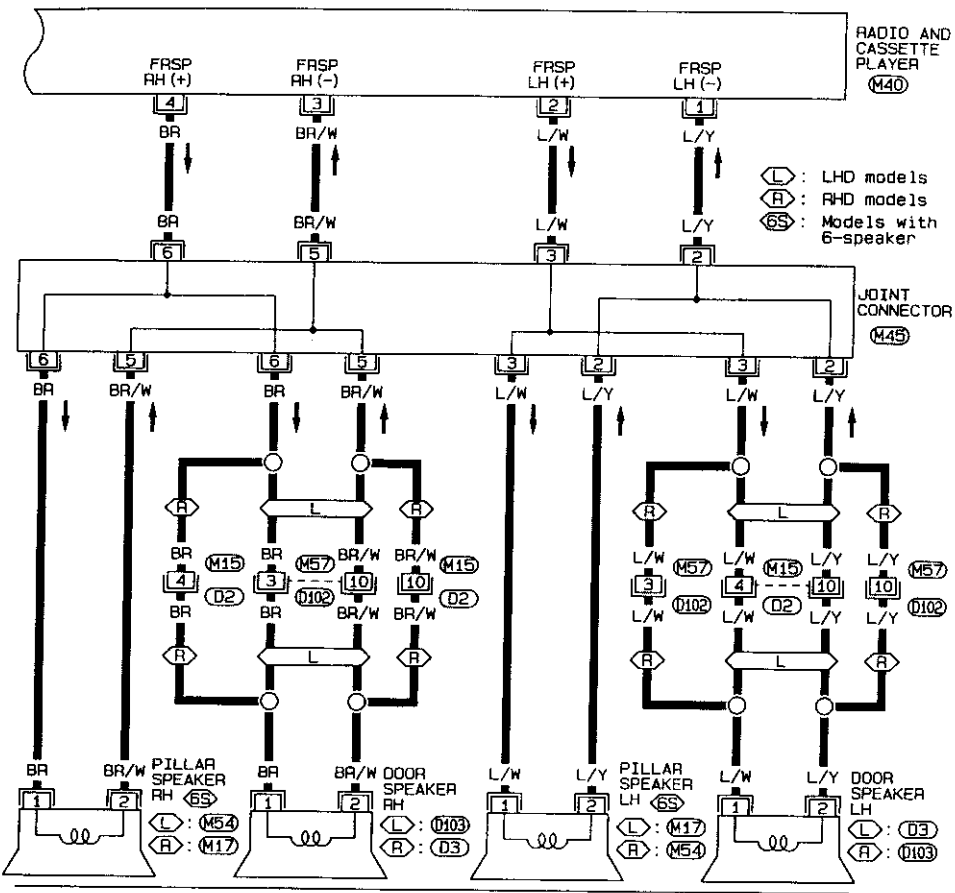 RADIO AND
CASSETTE
PLAYER
M40
FRSP
RH (+)
FRSP
RH (-)
FRSP
LH (+)
FRSP
LH (-)
4 3 2 1
BR BR/W L/W L/Y
L : LHD models
R : RHD models
6S : Models with
6-speaker
BR BR/W L/W L/Y
6 5 3 2
JOINT
CONNECTOR
M45
6 5 6 5 3 2 3 2
BR BR/W BR BR/W L/W L/Y L/W L/Y
R L R R L R
BR BR BR/W BR/W L/W L/W L/Y L/Y
M15 M57 M15 M57 M15 M57
4 3 10 10 3 4 10 10
D2 D102 D2 D102 D2 D102
BR BR BR/W BR/W L/W L/W L/Y L/Y
R L R R L R
BR BR/W BR BR/W L/W L/Y L/W L/Y
1 2 1 2 1 2 1 2
PILLAR
SPEAKER
RH 6S
L : M54
R : M17
DOOR
SPEAKER
RH
L : D103
R : D3
PILLAR
SPEAKER
LH 6S
L : M17
R : M54
DOOR
SPEAKER
LH
L : D3
R : D103